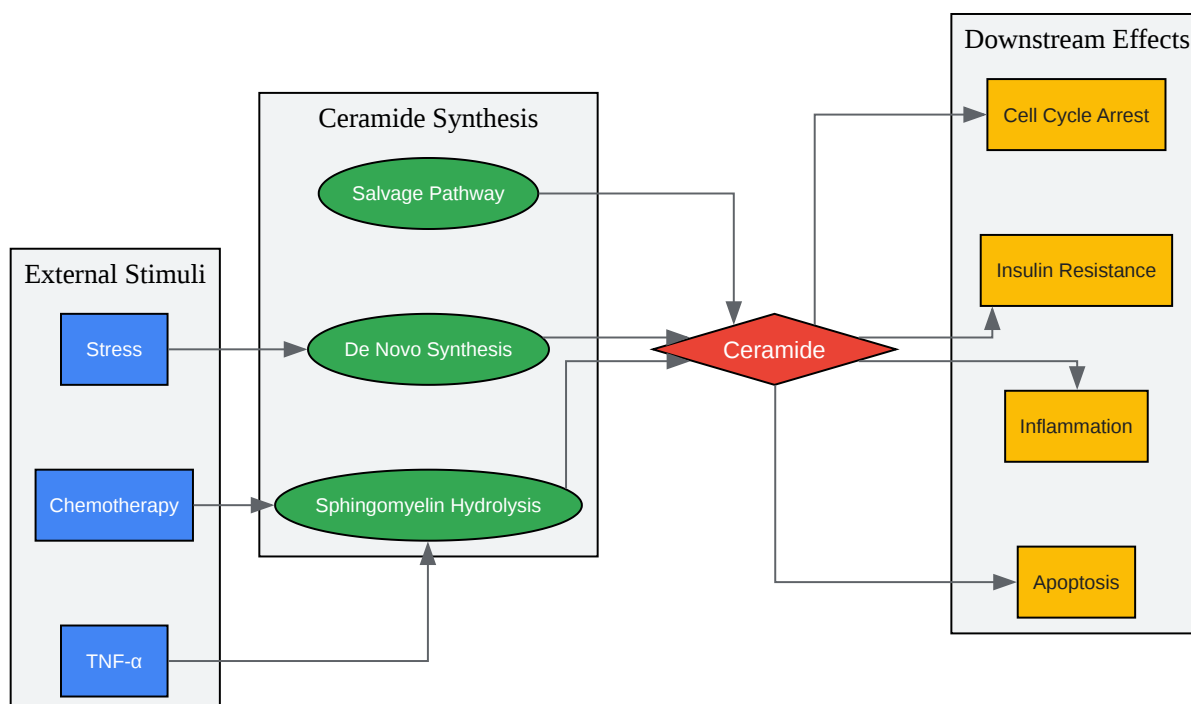 External Stimuli
Stress
Chemotherapy
TNF-α
Ceramide Synthesis
Salvage Pathway
De Novo Synthesis
Sphingomyelin Hydrolysis
Ceramide
Downstream Effects
Cell Cycle Arrest
Insulin Resistance
Inflammation
Apoptosis